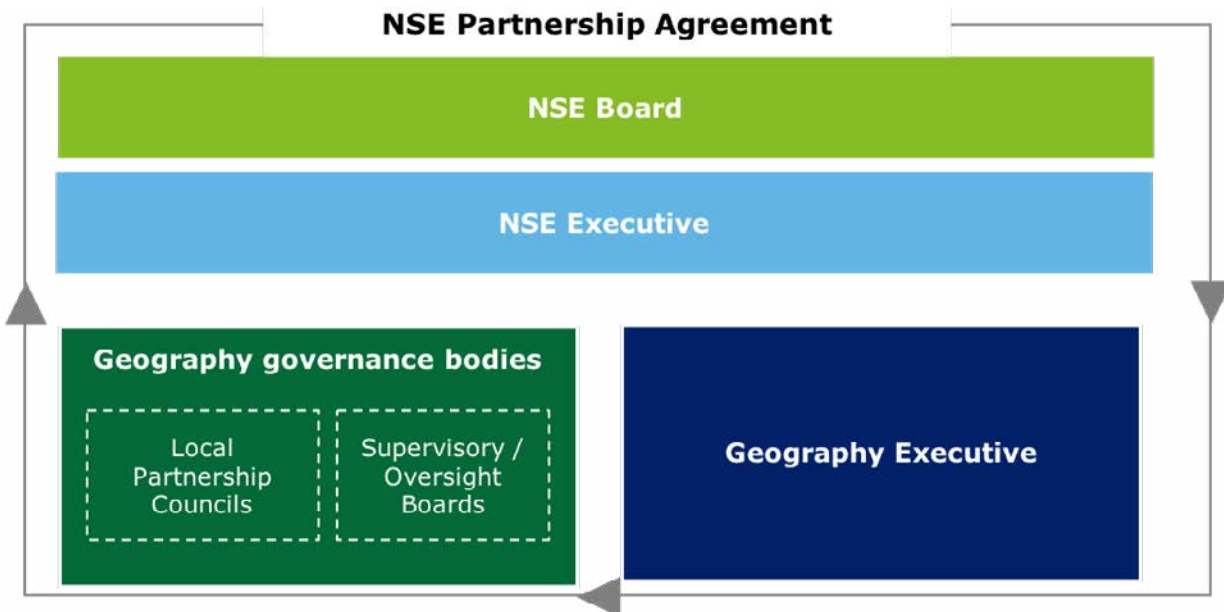 NSE Partnership Agreement
NSE Board
NSE Executive
Geography governance bodies
Local
Partnership
Councils
Supervisory /
Oversight
Boards
Geography Executive